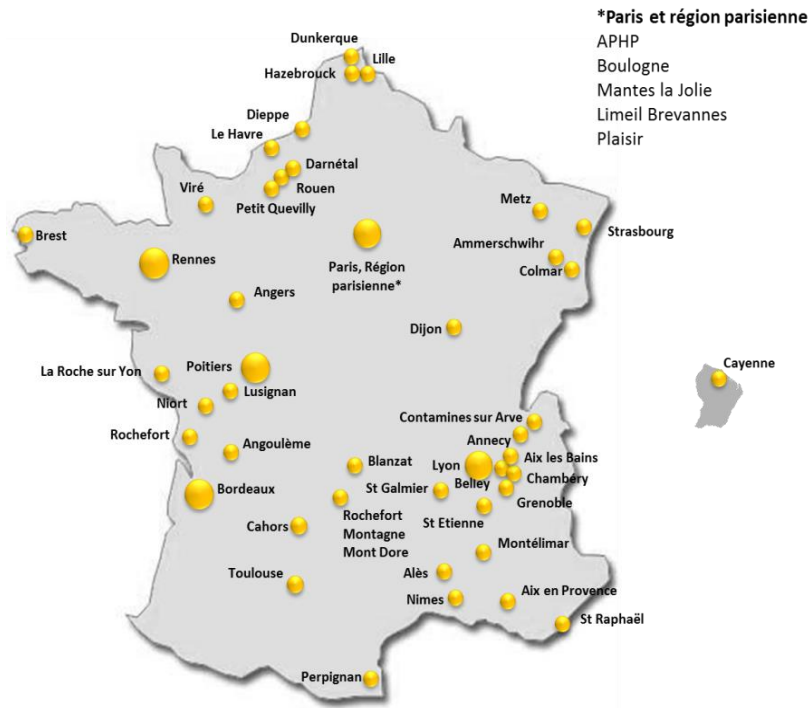 *Paris et région parisienne
APHP
Boulogne
Mantes la Jolie
Limeil Brevannes
Plaisir
Dunkerque
Lille
Hazebrouck
Dieppe
Le Havre
Darnétal
Rouen
Petit Quevilly
Viré
Metz
Strasbourg
Ammerschwihr
Colmar
Brest
Rennes
Paris, Région
parisienne*
Angers
Dijon
La Roche sur Yon
Poitiers
Lusignan
Niort
Cayenne
Contamines sur Arve
Annecy
Rochefort
Angoulème
Blanzat
Lyon
Aix les Bains
Chambéry
Belley
St Galmier
Grenoble
Bordeaux
Rochefort
Montagne
Mont Dore
St Etienne
Cahors
Montélimar
Toulouse
Alès
Nimes
Aix en Provence
St Raphaël
Perpignan